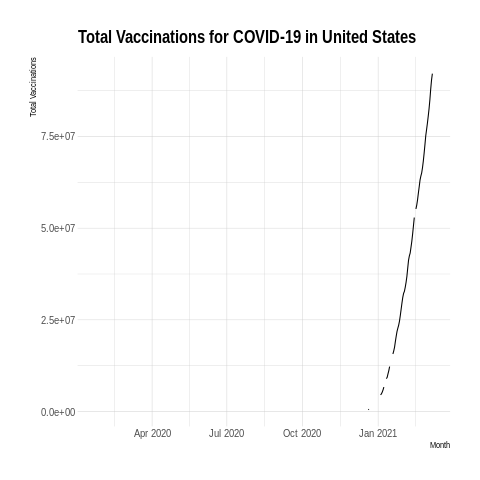 Total Vaccinations for COVID-19 in United States
Total Vaccinations
7.5e+07
5.0e+07
2.5e+07
0.0e+00
Apr 2020
Jul 2020
Oct 2020
Jan 2021
Month